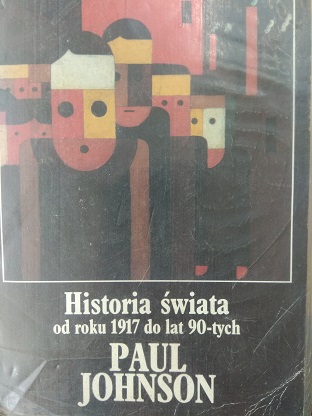 Historia świata
od roku 1917 do lat 90-tych
PAUL
JOHNSON